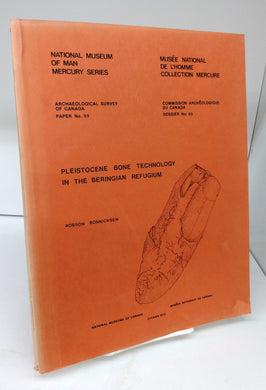 NATIONAL MUSEUM
OF MAN
MERCURY SERIES
MUSÉE NATIONAL
DE L'HOMME
COLLECTION MERCURE
ARCHAEOLOGICAL SURVEY
OF CANADA
PAPER No. 89
COMMISSION ARCHÉOLOGIQUE
DU CANADA
DOSSIER No. 89
PLEISTOCENE BONE TECHNOLOGY
IN THE BERINGIAN REFUGIUM
ROBSON BONNICHSEN
NATIONAL MUSEUMS OF CANADA
MUSÉES NATIONAUX DU CANADA
OTTAWA 1979